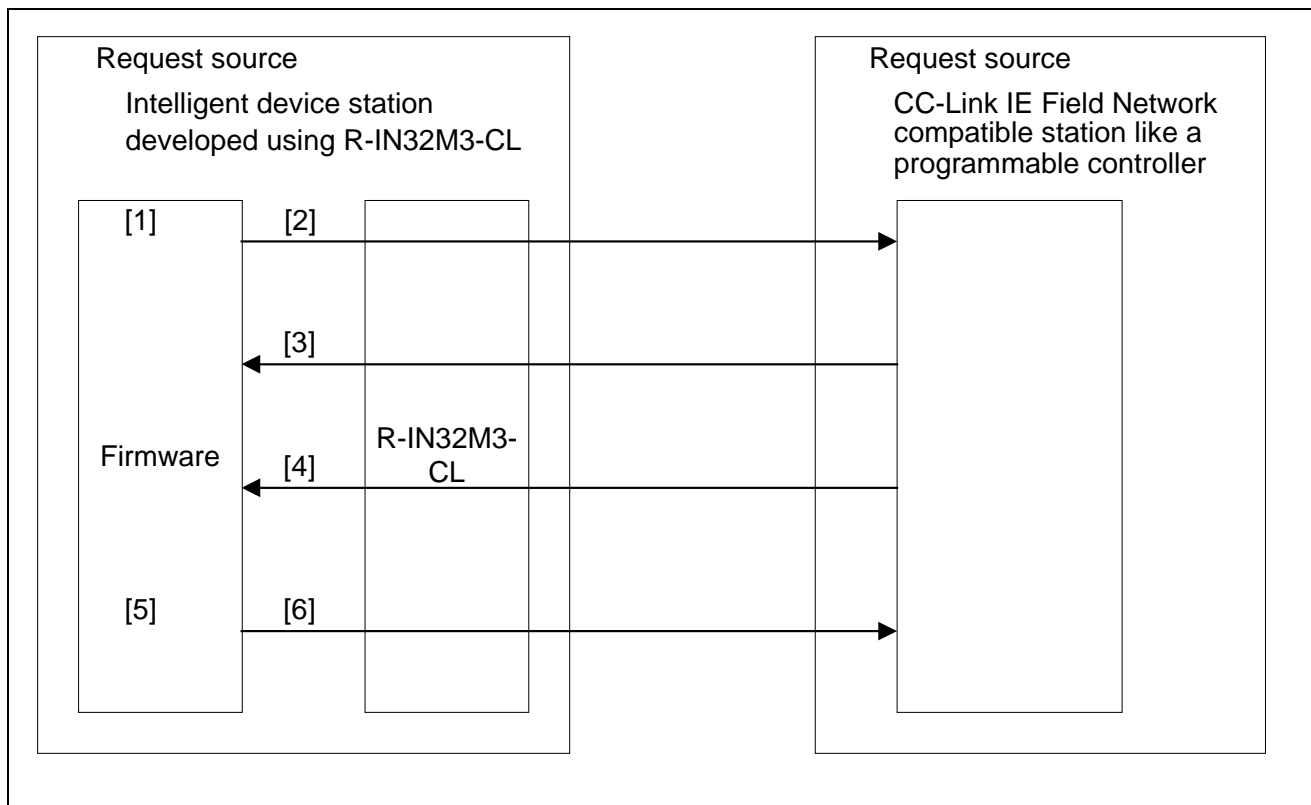 Request source
Intelligent device station
developed using R-IN32M3-CL
Request source
CC-Link IE Field Network
compatible station like a
programmable controller
[1]
[2]
[3]
Firmware
[4]
R-IN32M3-
CL
[5]
[6]